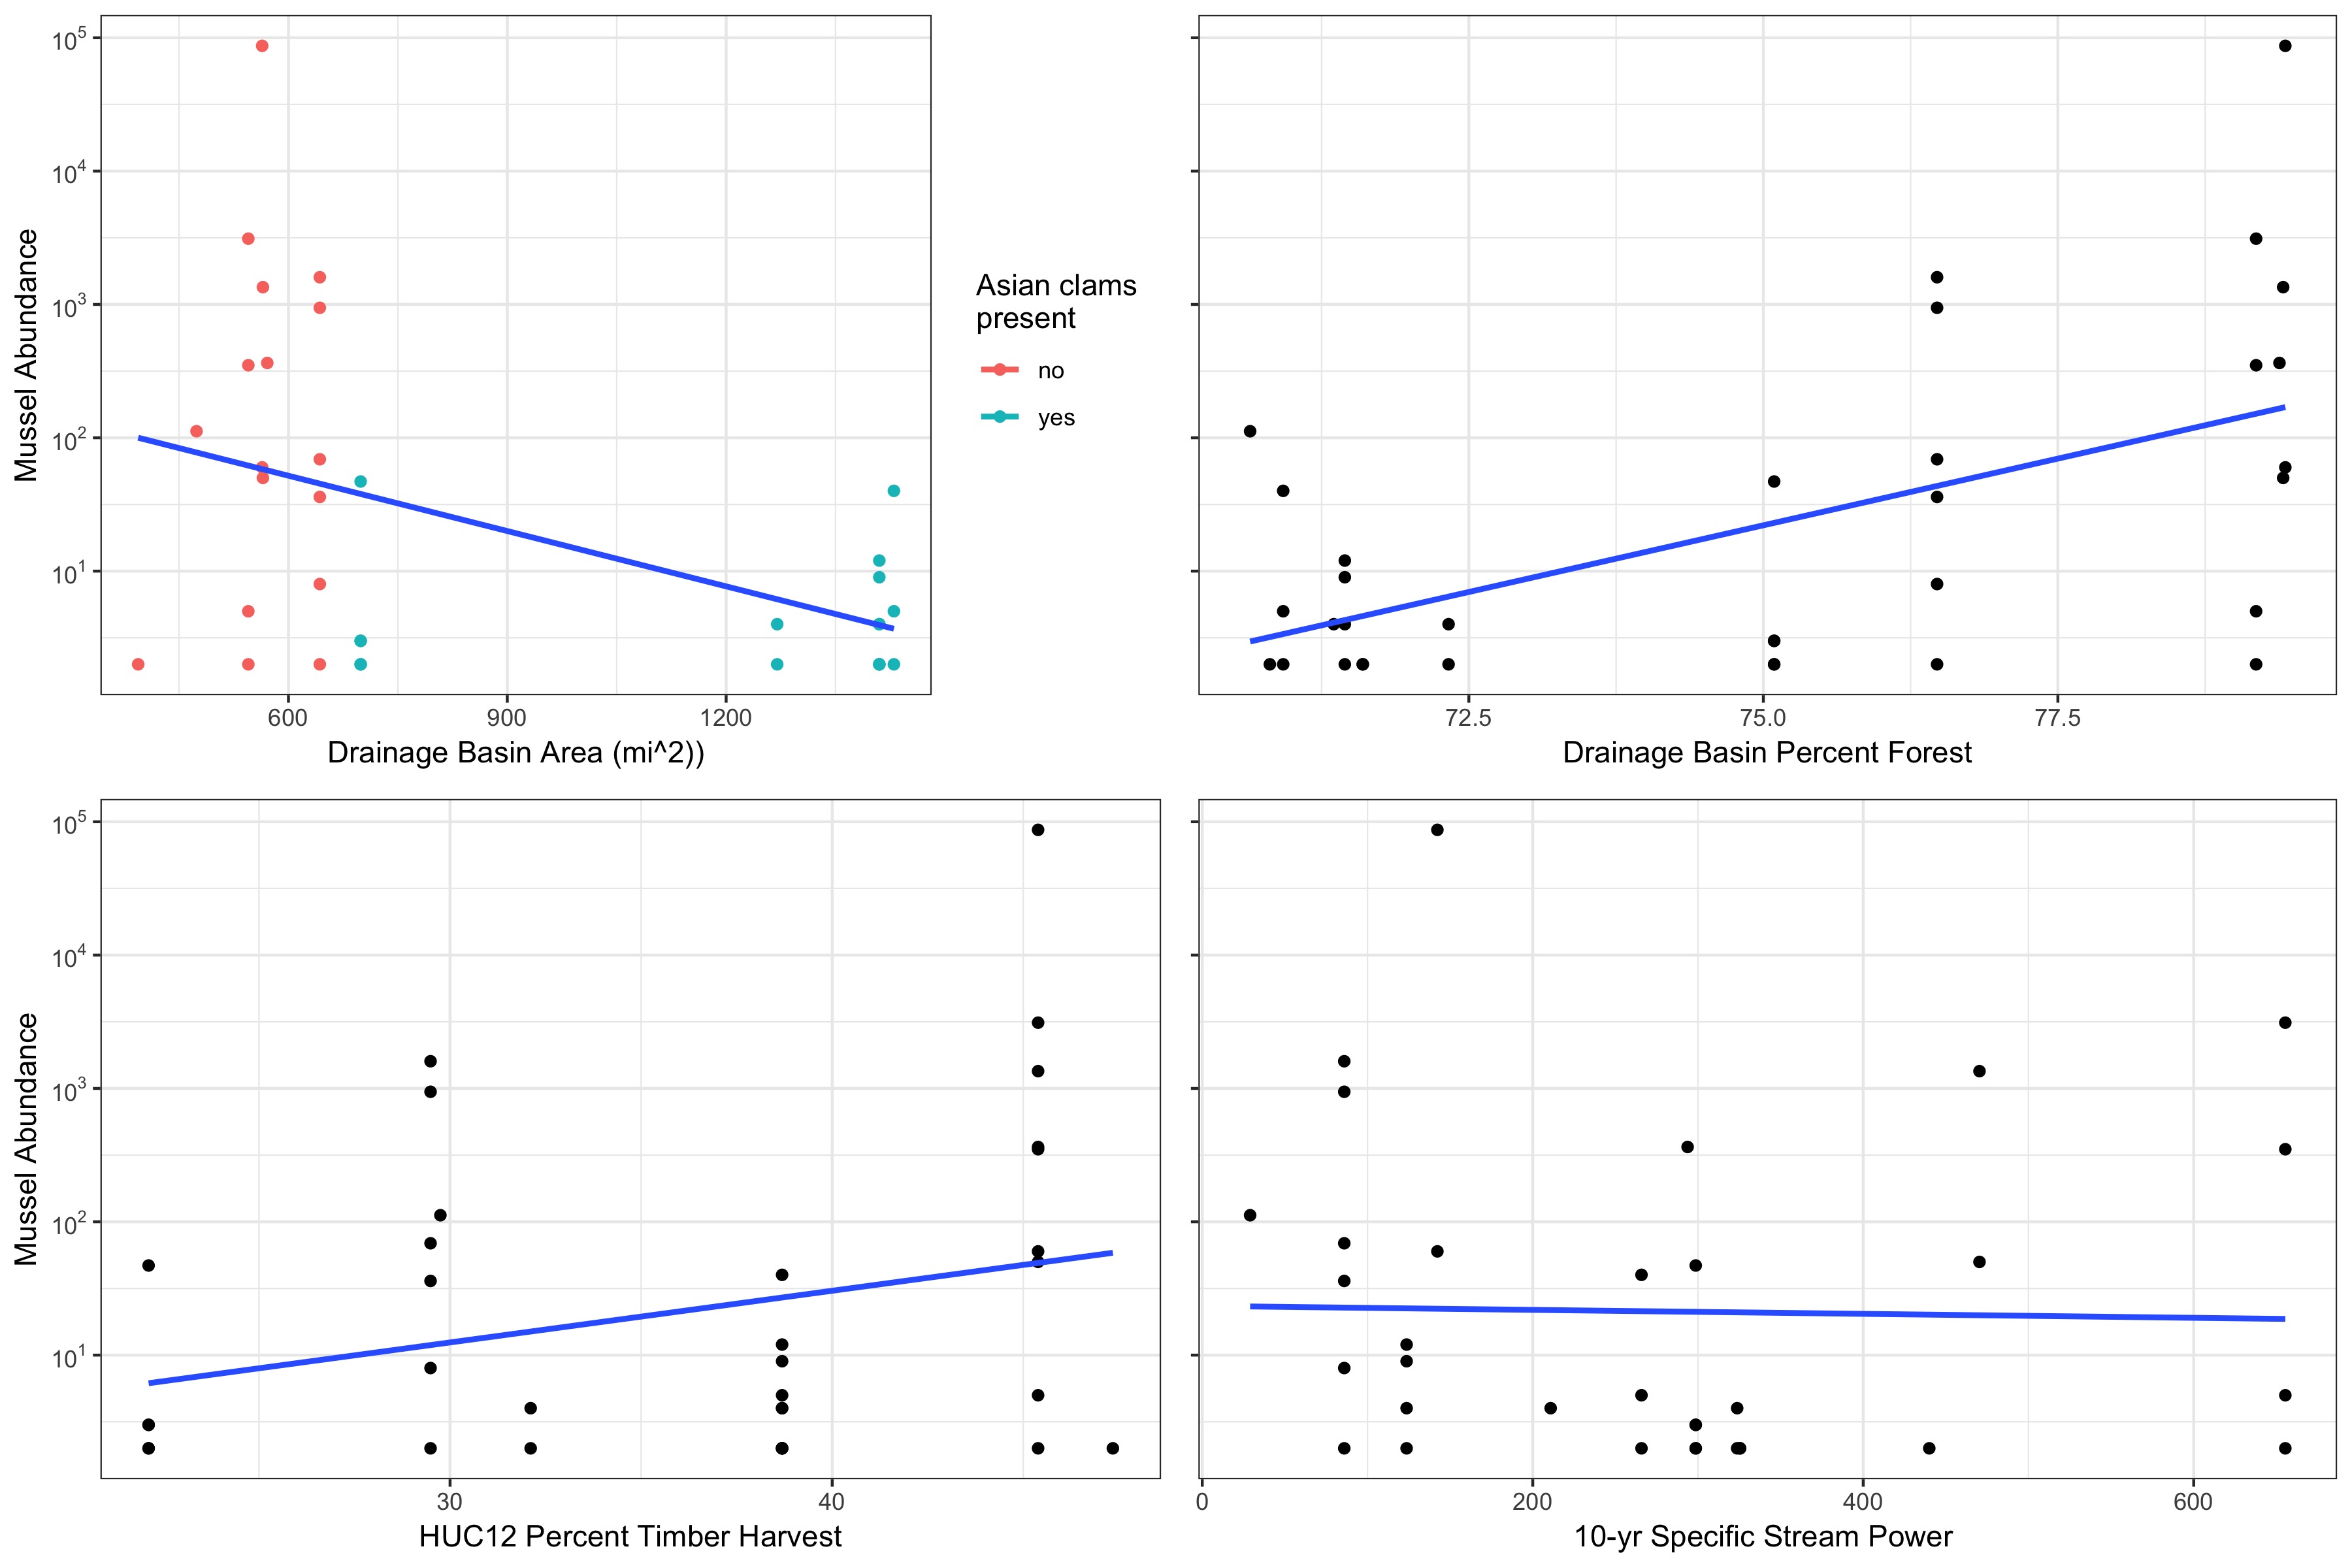 Mussel Abundance
10^5
10^4
10^3
10^2
10^1
600 900 1200
Drainage Basin Area (mi^2))
Asian clams
present
no
yes
72.5 75.0 77.5
Drainage Basin Percent Forest
Mussel Abundance
10^5
10^4
10^3
10^2
10^1
30 40
HUC12 Percent Timber Harvest
0 200 400 600
10-yr Specific Stream Power